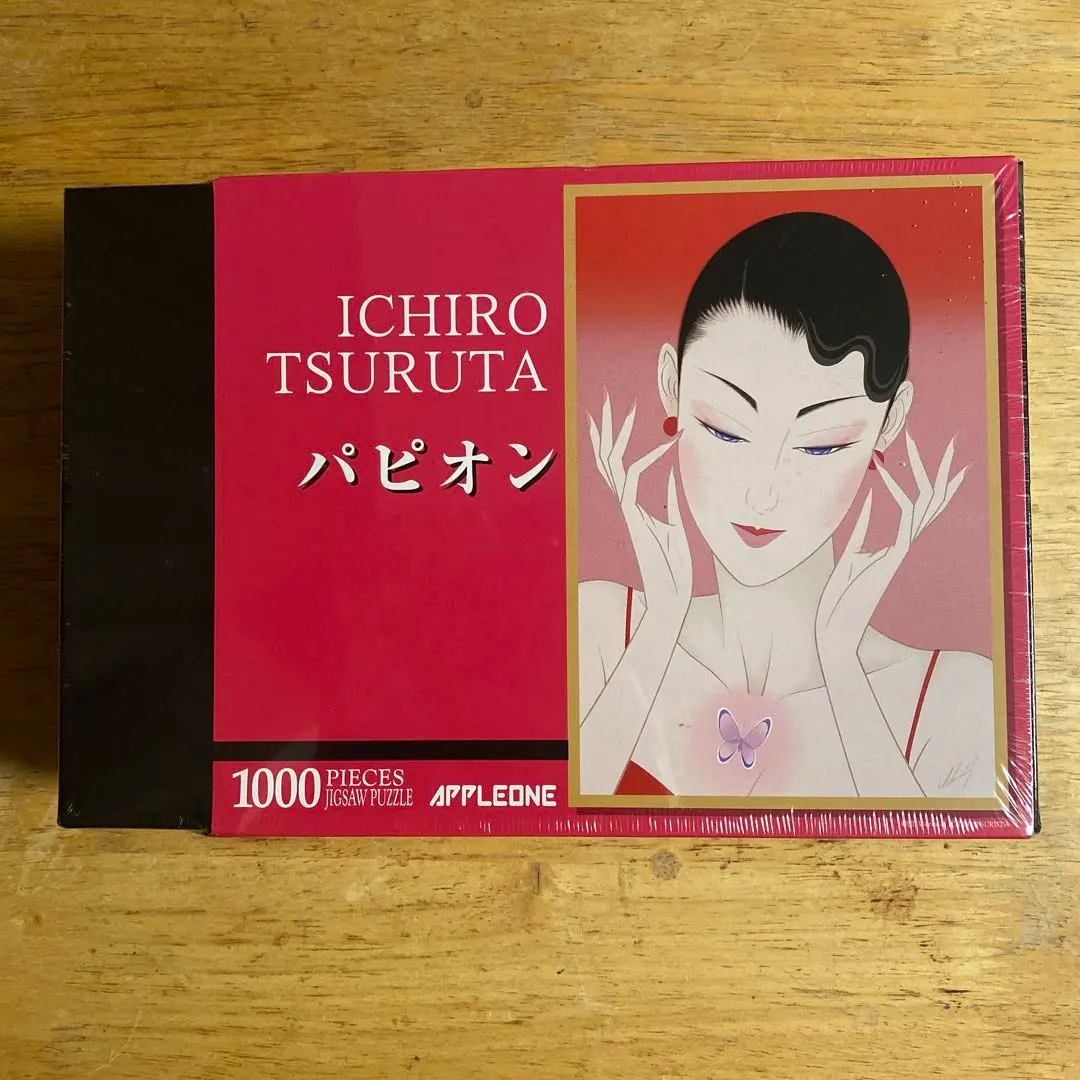 ICHIRO
TSURUTA
パピオン
1000 PIECES
JIGSAW PUZZLE
APPLEONE